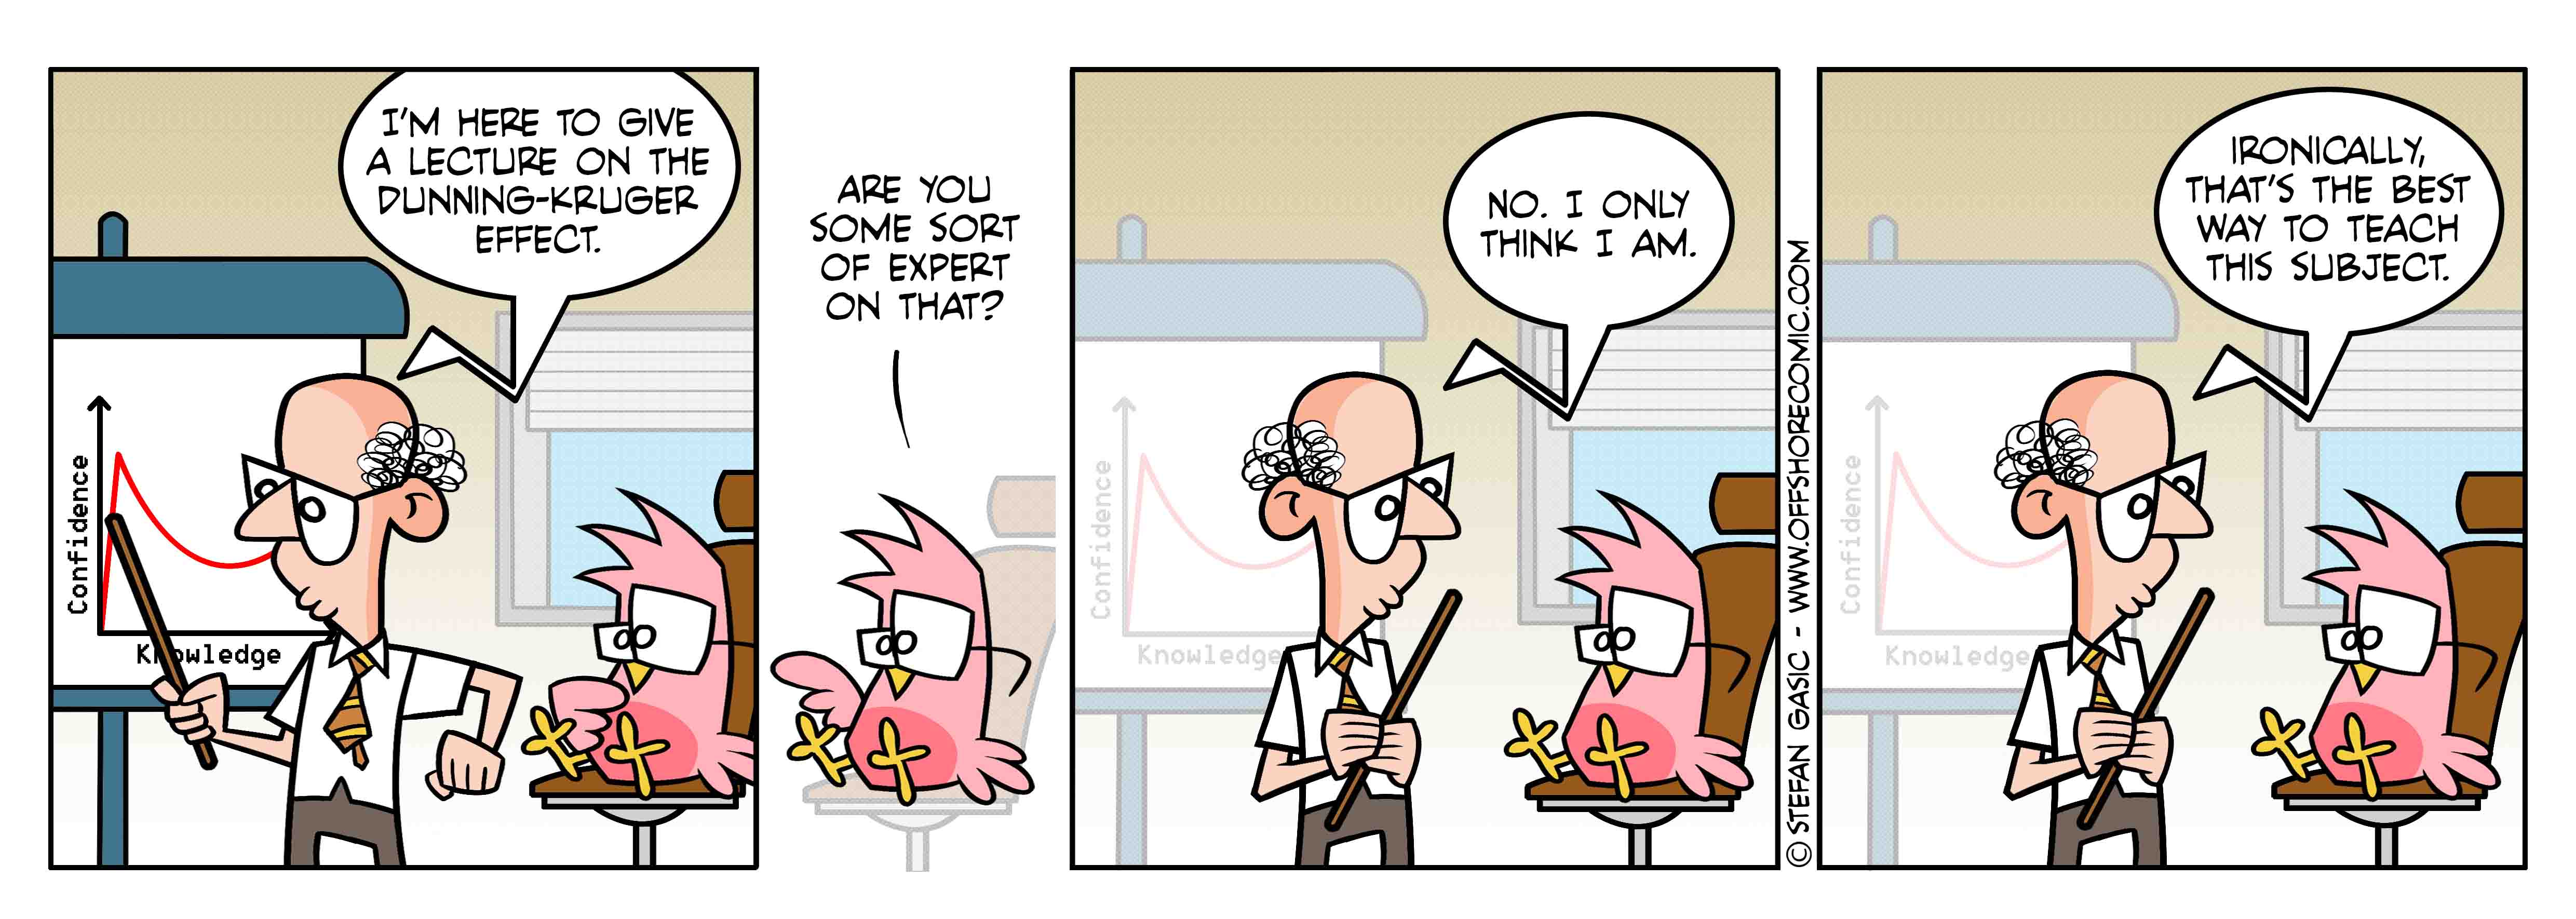 I'M HERE TO GIVE
A LECTURE ON THE
DUNNING-KRUGER
EFFECT.
Confidence
Knowledge
ARE YOU
SOME SORT
OF EXPERT
ON THAT?
NO. I ONLY
THINK I AM.
Confidence
Knowledge
© STEFAN GASIC - WWW.OFFSHORECOMIC.COM
IRONICALLY,
THAT'S THE BEST
WAY TO TEACH
THIS SUBJECT.
Confidence
Knowledge